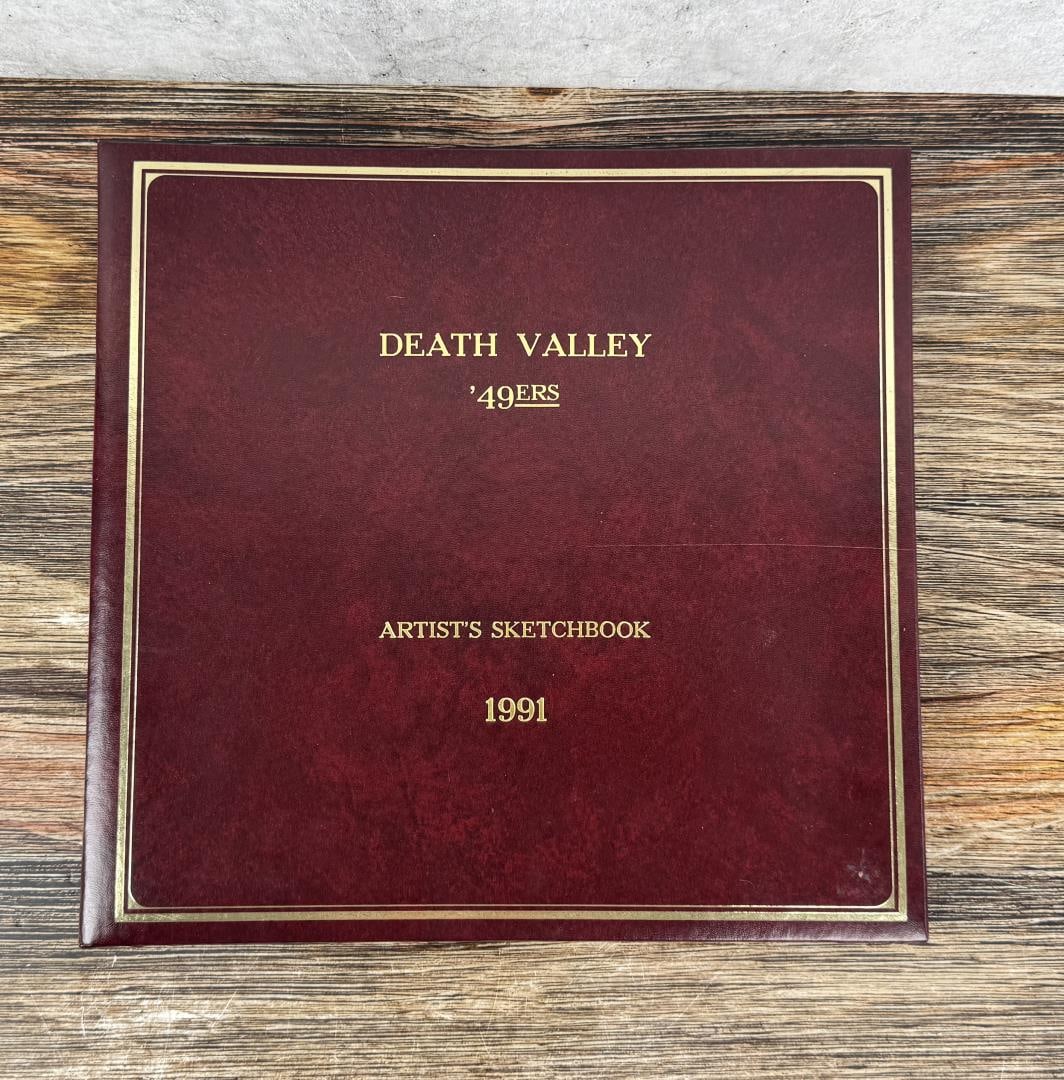 DEATH VALLEY
’49ERS
ARTIST’S SKETCHBOOK
1991